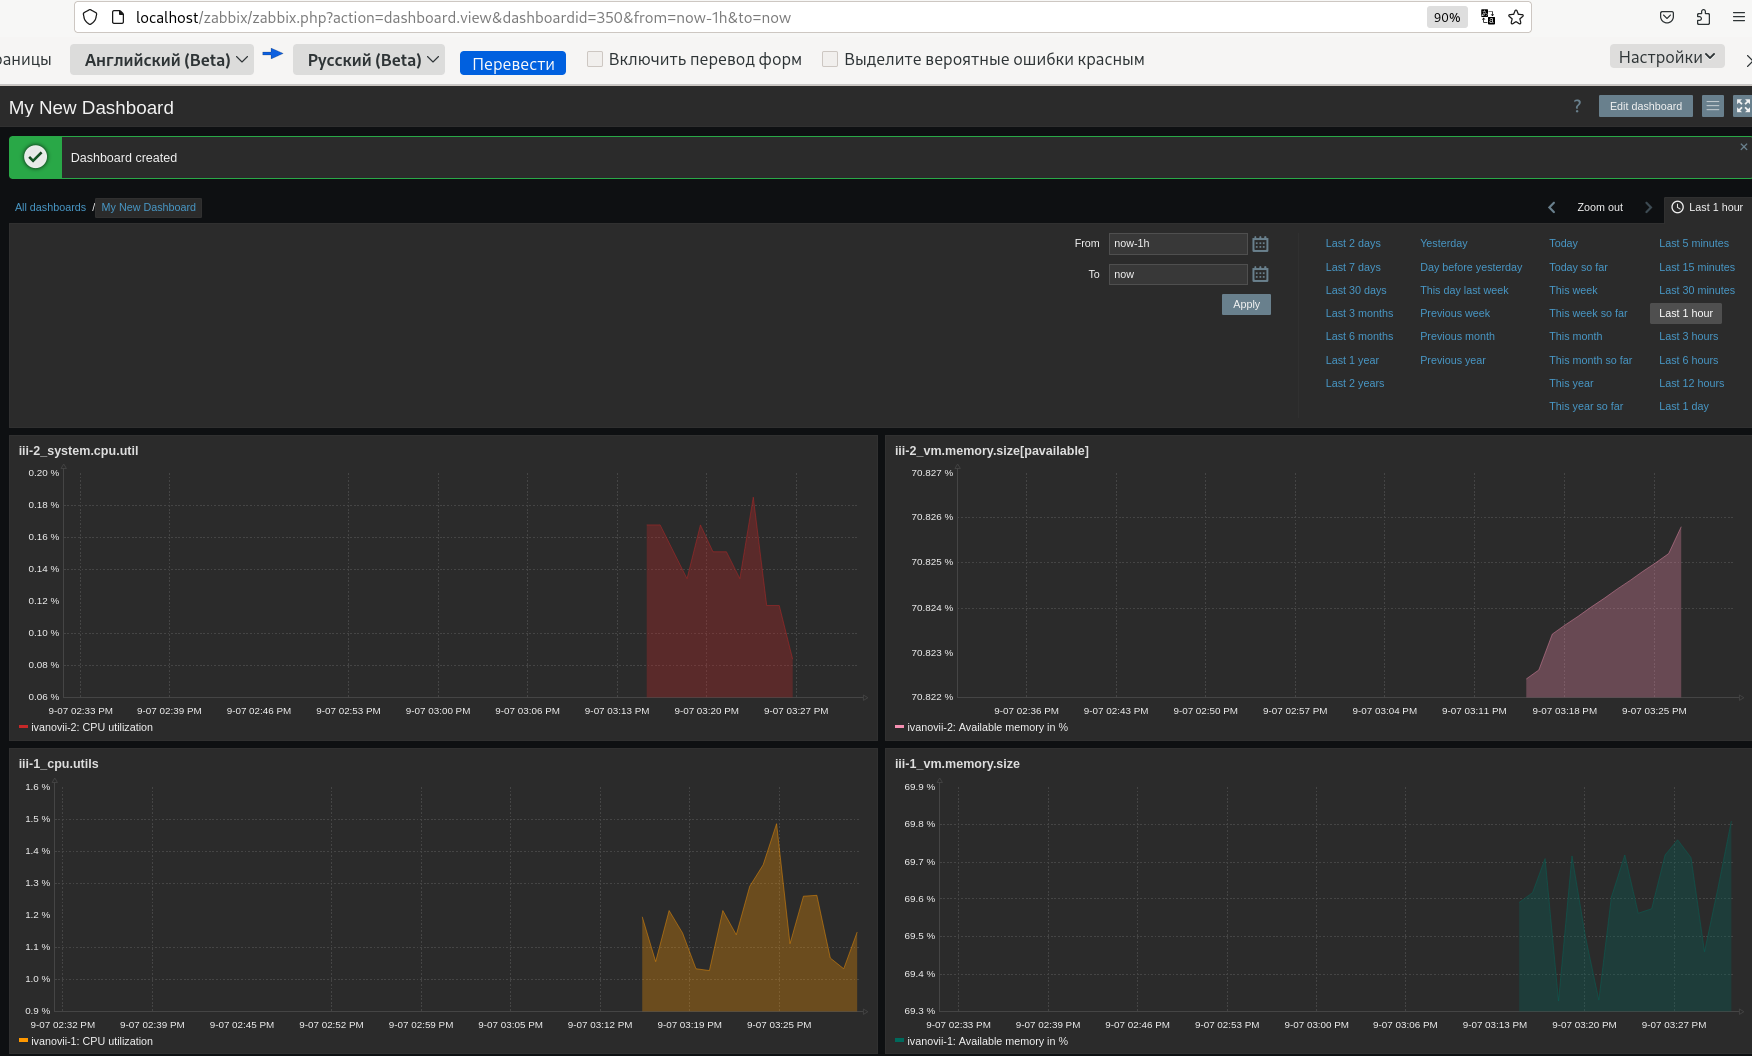 localhost/zabbix/zabbix.php?action=dashboard.view&dashboardid=350&from=now-1h&to=now
90%
аницы Английский (Beta) Русский (Beta) Перевести Включить перевод форм Выделите вероятные ошибки красным Настройки
My New Dashboard
? Edit dashboard
Dashboard created
All dashboards / My New Dashboard
Zoom out Last 1 hour
From now-1h
To now
Apply
Last 2 days Yesterday Today Last 5 minutes
Last 7 days Day before yesterday Today so far Last 15 minutes
Last 30 days This day last week This week Last 30 minutes
Last 3 months Previous week This week so far Last 1 hour
Last 6 months Previous month This month Last 3 hours
Last 1 year Previous year This month so far Last 6 hours
Last 2 years This year Last 12 hours
This year so far Last 1 day
iii-2_system.cpu.util
0.20 %
0.18 %
0.16 %
0.14 %
0.12 %
0.10 %
0.08 %
0.06 %
9-07 02:33 PM 9-07 02:39 PM 9-07 02:46 PM 9-07 02:53 PM 9-07 03:00 PM 9-07 03:06 PM 9-07 03:13 PM 9-07 03:20 PM 9-07 03:27 PM
ivanovii-2: CPU utilization
iii-2_vm.memory.size[pavailable]
70.827 %
70.826 %
70.825 %
70.824 %
70.823 %
70.822 %
9-07 02:36 PM 9-07 02:43 PM 9-07 02:50 PM 9-07 02:57 PM 9-07 03:04 PM 9-07 03:11 PM 9-07 03:18 PM 9-07 03:25 PM
ivanovii-2: Available memory in %
iii-1_cpu.utils
1.6 %
1.5 %
1.4 %
1.3 %
1.2 %
1.1 %
1.0 %
0.9 %
9-07 02:32 PM 9-07 02:39 PM 9-07 02:45 PM 9-07 02:52 PM 9-07 02:59 PM 9-07 03:05 PM 9-07 03:12 PM 9-07 03:19 PM 9-07 03:25 PM
ivanovii-1: CPU utilization
iii-1_vm.memory.size
69.9 %
69.8 %
69.7 %
69.6 %
69.5 %
69.4 %
69.3 %
9-07 02:33 PM 9-07 02:39 PM 9-07 02:46 PM 9-07 02:53 PM 9-07 03:00 PM 9-07 03:06 PM 9-07 03:13 PM 9-07 03:20 PM 9-07 03:27 PM
ivanovii-1: Available memory in %